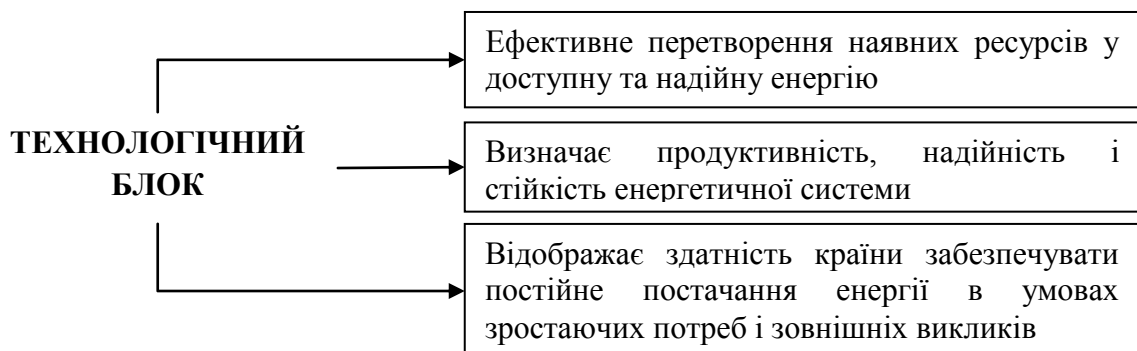 ТЕХНОЛОГІЧНИЙ
БЛОК
Ефективне перетворення наявних ресурсів у
доступну та надійну енергію
Визначає продуктивність, надійність і
стійкість енергетичної системи
Відображає здатність країни забезпечувати
постійне постачання енергії в умовах
зростаючих потреб і зовнішніх викликів